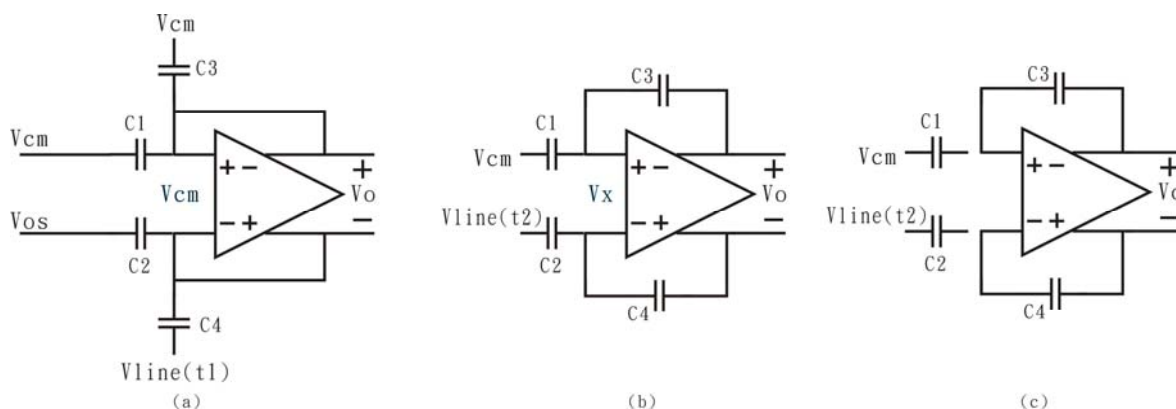 Vcm
C3
C1
Vcm
+ -
+
Vcm
Vo
Vos
- +
-
C2
C4
Vline(t1)
(a)
C3
C1
Vcm
+ -
+
Vx
Vo
Vline(t2)
- +
-
C2
C4
(b)
C3
C1
Vcm
+ -
+
Vline(t2)
- +
-
C2
C4
(c)